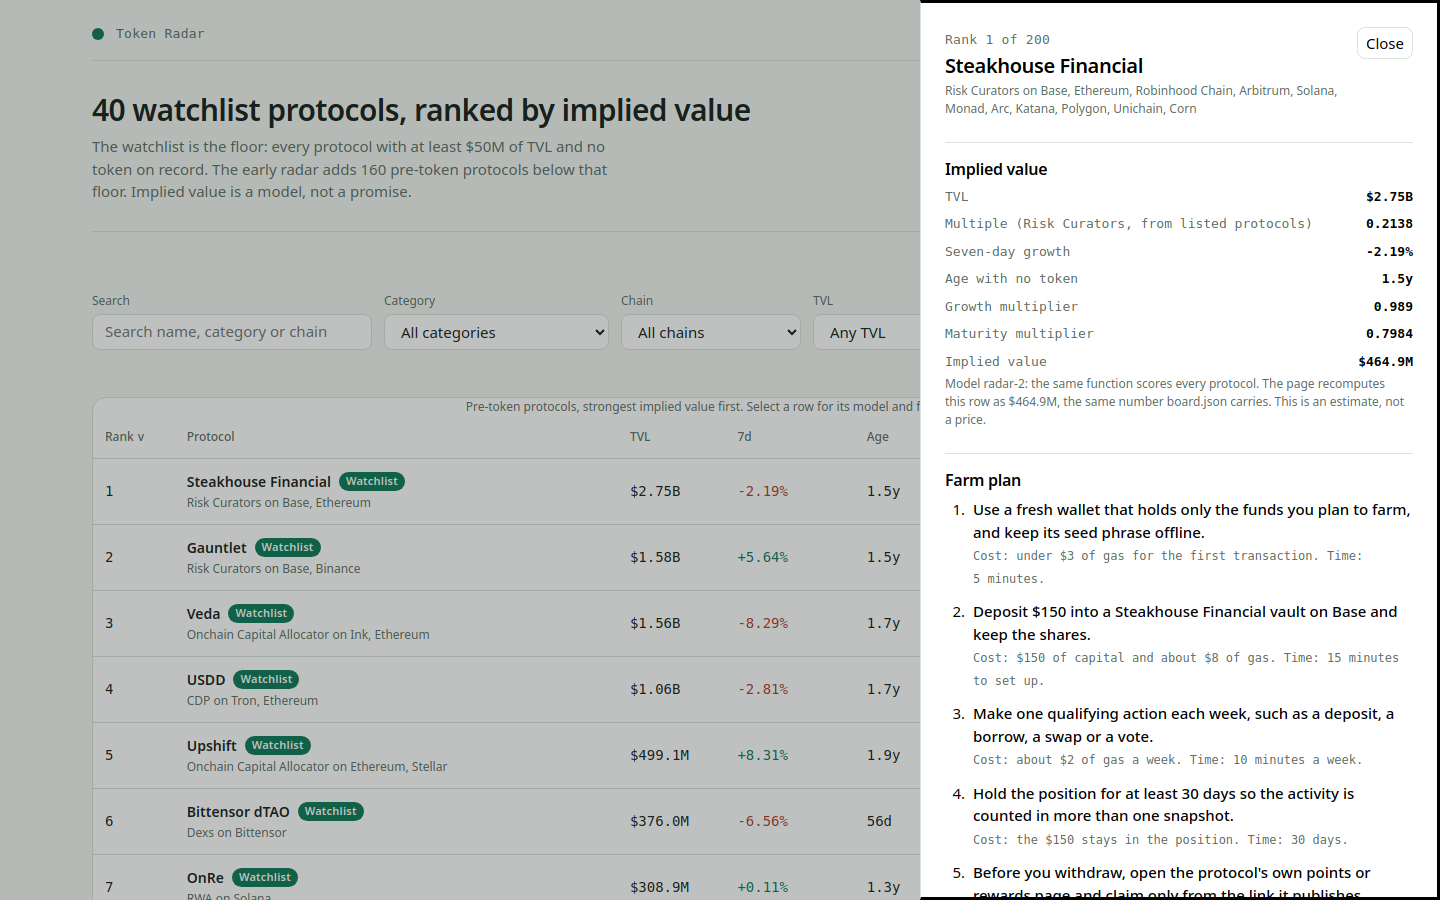 Token Radar
40 watchlist protocols, ranked by implied value
The watchlist is the floor: every protocol with at least $50M of TVL and no
token on record. The early radar adds 160 pre-token protocols below that
floor. Implied value is a model, not a promise.
Search
Category
Chain
TVL
Search name, category or chain
All categories
All chains
Any TVL
Pre-token protocols, strongest implied value first. Select a row for its model and f
Rank v
Protocol
TVL
7d
Age
1
Steakhouse Financial
Watchlist
Risk Curators on Base, Ethereum
$2.75B
-2.19%
1.5y
2
Gauntlet
Watchlist
Risk Curators on Base, Binance
$1.58B
+5.64%
1.5y
3
Veda
Watchlist
Onchain Capital Allocator on Ink, Ethereum
$1.56B
-8.29%
1.7y
4
USDD
Watchlist
CDP on Tron, Ethereum
$1.06B
-2.81%
1.7y
5
Upshift
Watchlist
Onchain Capital Allocator on Ethereum, Stellar
$499.1M
+8.31%
1.9y
6
Bittensor dTAO
Watchlist
Dexs on Bittensor
$376.0M
-6.56%
56d
7
OnRe
Watchlist
RWA on Solana
$308.9M
+0.11%
1.3y
Rank 1 of 200
Close
Steakhouse Financial
Risk Curators on Base, Ethereum, Robinhood Chain, Arbitrum, Solana,
Monad, Arc, Katana, Polygon, Unichain, Corn
Implied value
TVL $2.75B
Multiple (Risk Curators, from listed protocols) 0.2138
Seven-day growth -2.19%
Age with no token 1.5y
Growth multiplier 0.989
Maturity multiplier 0.7984
Implied value $464.9M
Model radar-2: the same function scores every protocol. The page recomputes
this row as $464.9M, the same number board.json carries. This is an estimate, not
a price.
Farm plan
1. Use a fresh wallet that holds only the funds you plan to farm,
and keep its seed phrase offline.
Cost: under $3 of gas for the first transaction. Time:
5 minutes.
2. Deposit $150 into a Steakhouse Financial vault on Base and
keep the shares.
Cost: $150 of capital and about $8 of gas. Time: 15 minutes
to set up.
3. Make one qualifying action each week, such as a deposit, a
borrow, a swap or a vote.
Cost: about $2 of gas a week. Time: 10 minutes a week.
4. Hold the position for at least 30 days so the activity is
counted in more than one snapshot.
Cost: the $150 stays in the position. Time: 30 days.
5. Before you withdraw, open the protocol's own points or
rewards page and claim only from the link it publishes.